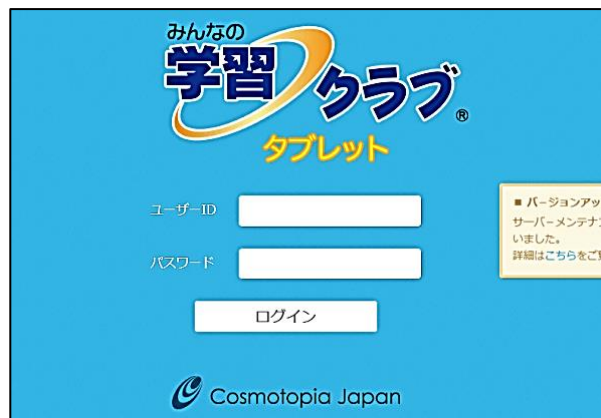 みんなの
学習クラブ®
タブレット
ユーザーID
パスワード
ログイン
■ バージョンアッ
サーバーメンテナン
いました。
詳細はこちらをご覧
Cosmotopia Japan